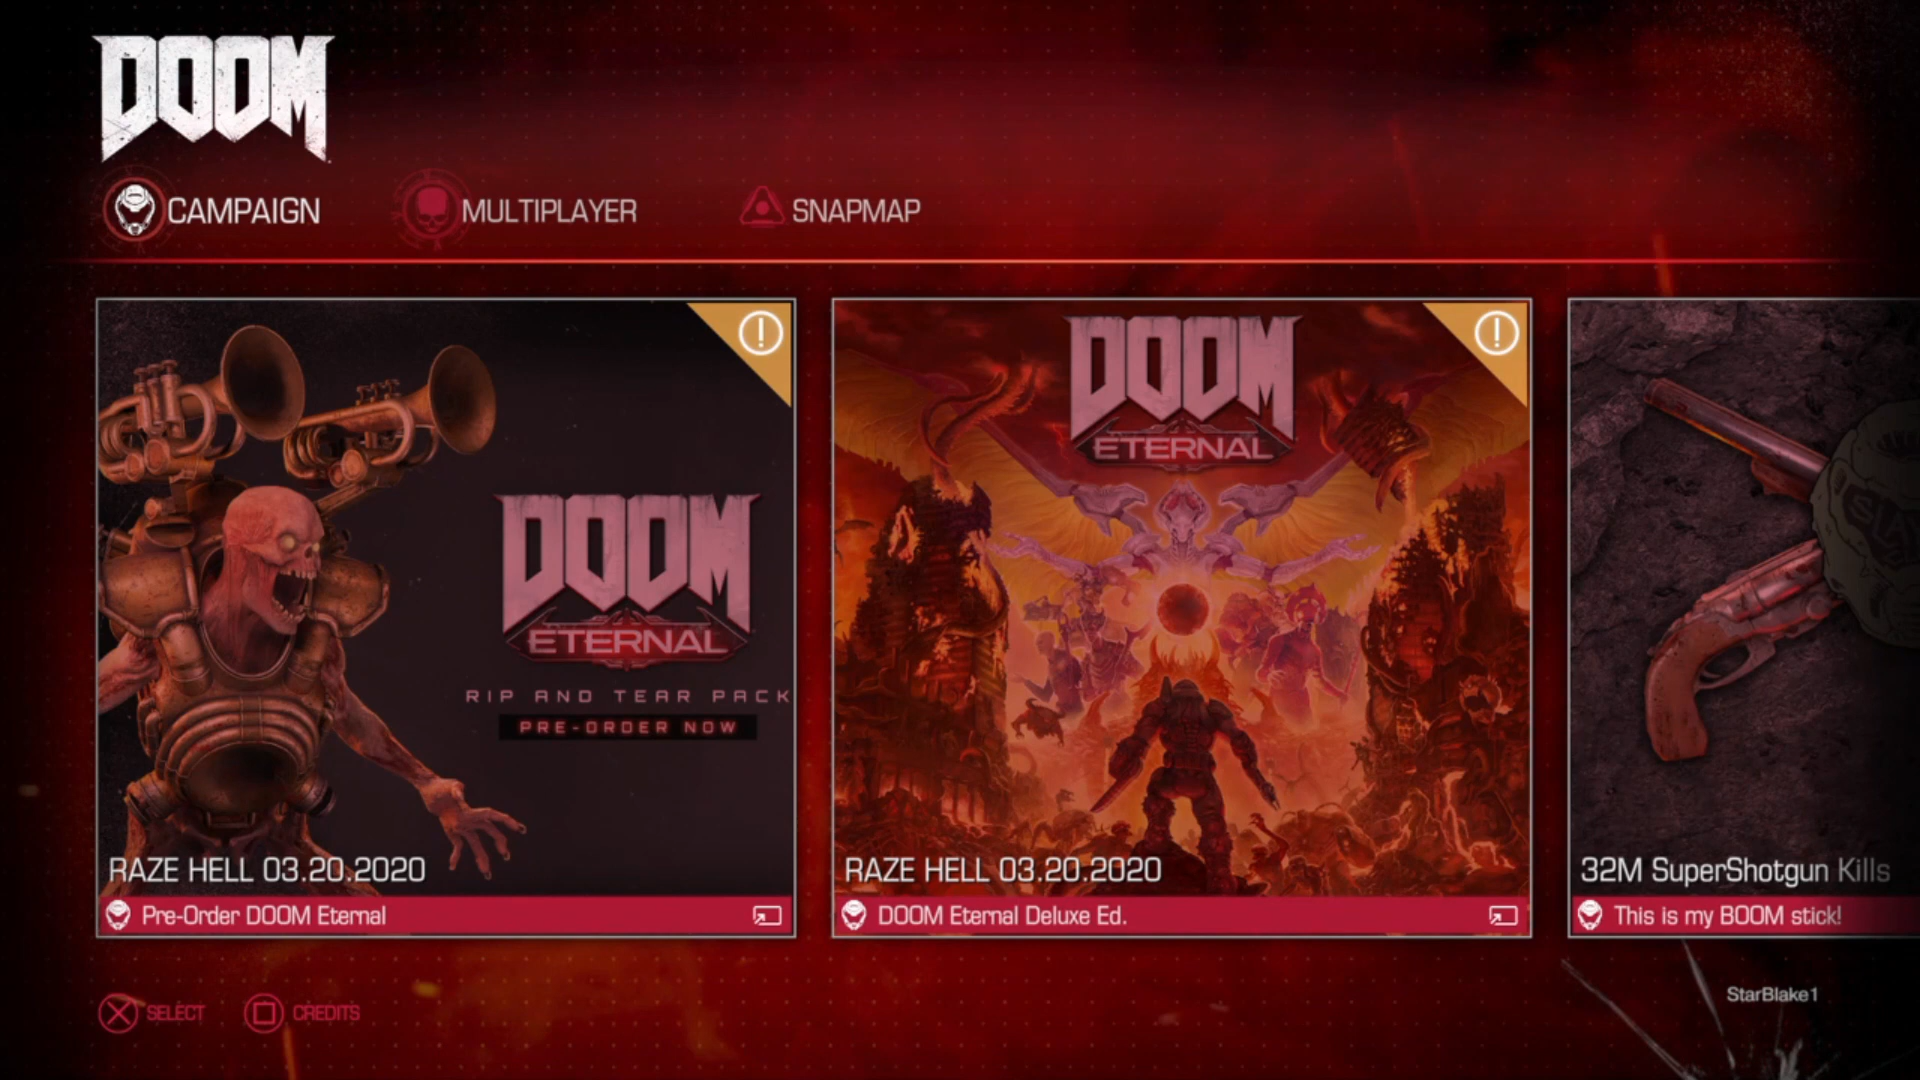 DOOM
CAMPAIGN
MULTIPLAYER
SNAPMAP
DOOM
ETERNAL
RIP AND TEAR PACK
PRE-ORDER NOW
RAZE HELL 03.20.2020
Pre-Order DOOM Eternal
DOOM
ETERNAL
RAZE HELL 03.20.2020
DOOM Eternal Deluxe Ed.
32M SuperShotgun Kills
This is my BOOM stick!
SELECT
CREDITS
StarBlake1